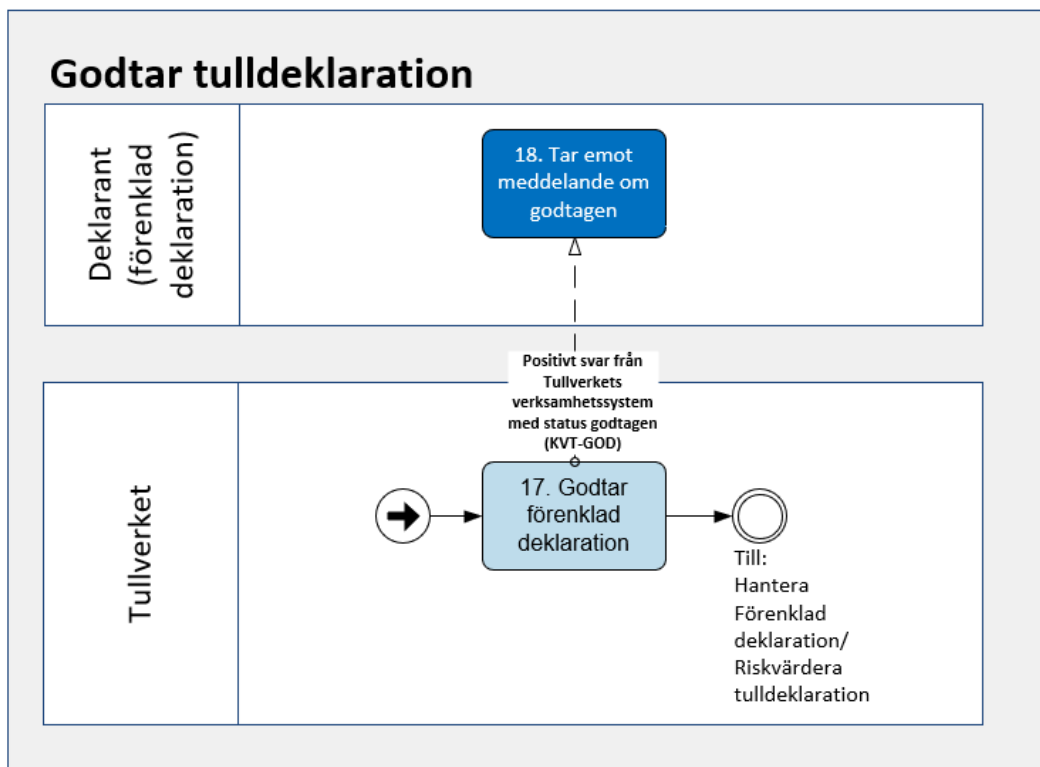 Godtar tulldeklaration
Deklarant
(förenklad
deklaration)
18. Tar emot
meddelande om
godtagen
Positivt svar från
Tullverkets
verksamhetssystem
med status godtagen
(KVT-GOD)
Tullverket
17. Godtar
förenklad
deklaration
Till:
Hantera
Förenklad
deklaration/
Riskvärdera
tulldeklaration